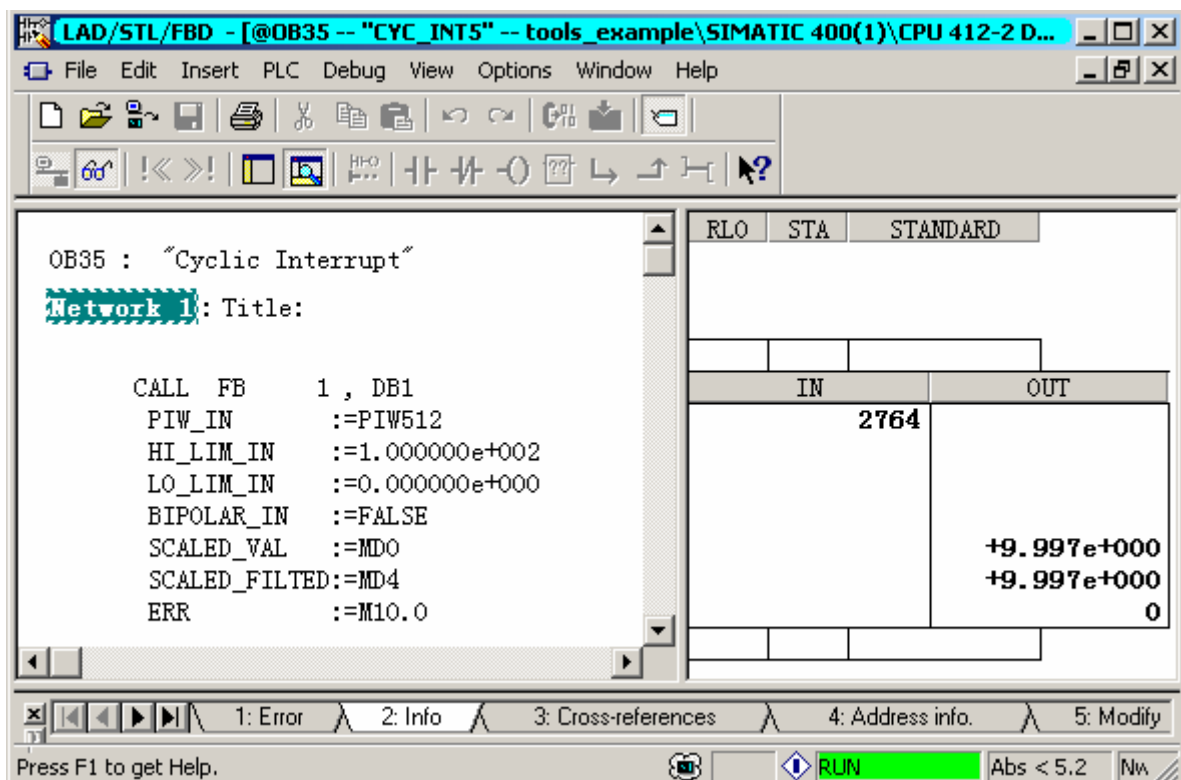 LAD/STL/FBD - [@OB35 -- "CYC_INT5" -- tools_example\SIMATIC 400(1)\CPU 412-2 D...
File Edit Insert PLC Debug View Options Window Help
!≪ ≫! ?? ?
RLO STA STANDARD
OB35 : "Cyclic Interrupt"
Network 1: Title:
CALL FB 1 , DB1
IN OUT
PIW_IN :=PIW512
2764
HI_LIM_IN :=1.000000e+002
LO_LIM_IN :=0.000000e+000
BIPOLAR_IN :=FALSE
SCALED_VAL :=MD0
+9.997e+000
SCALED_FILTED:=MD4
+9.997e+000
ERR :=M10.0
0
1: Error 2: Info 3: Cross-references 4: Address info. 5: Modify
Press F1 to get Help. RUN Abs < 5.2